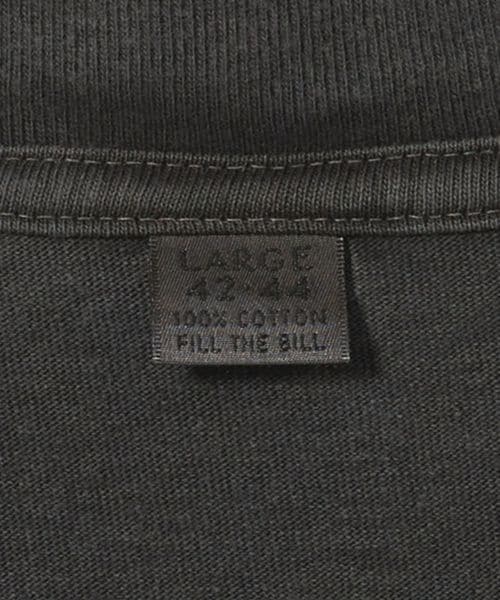 LARGE
42-44
100% COTTON
FILL THE BILL